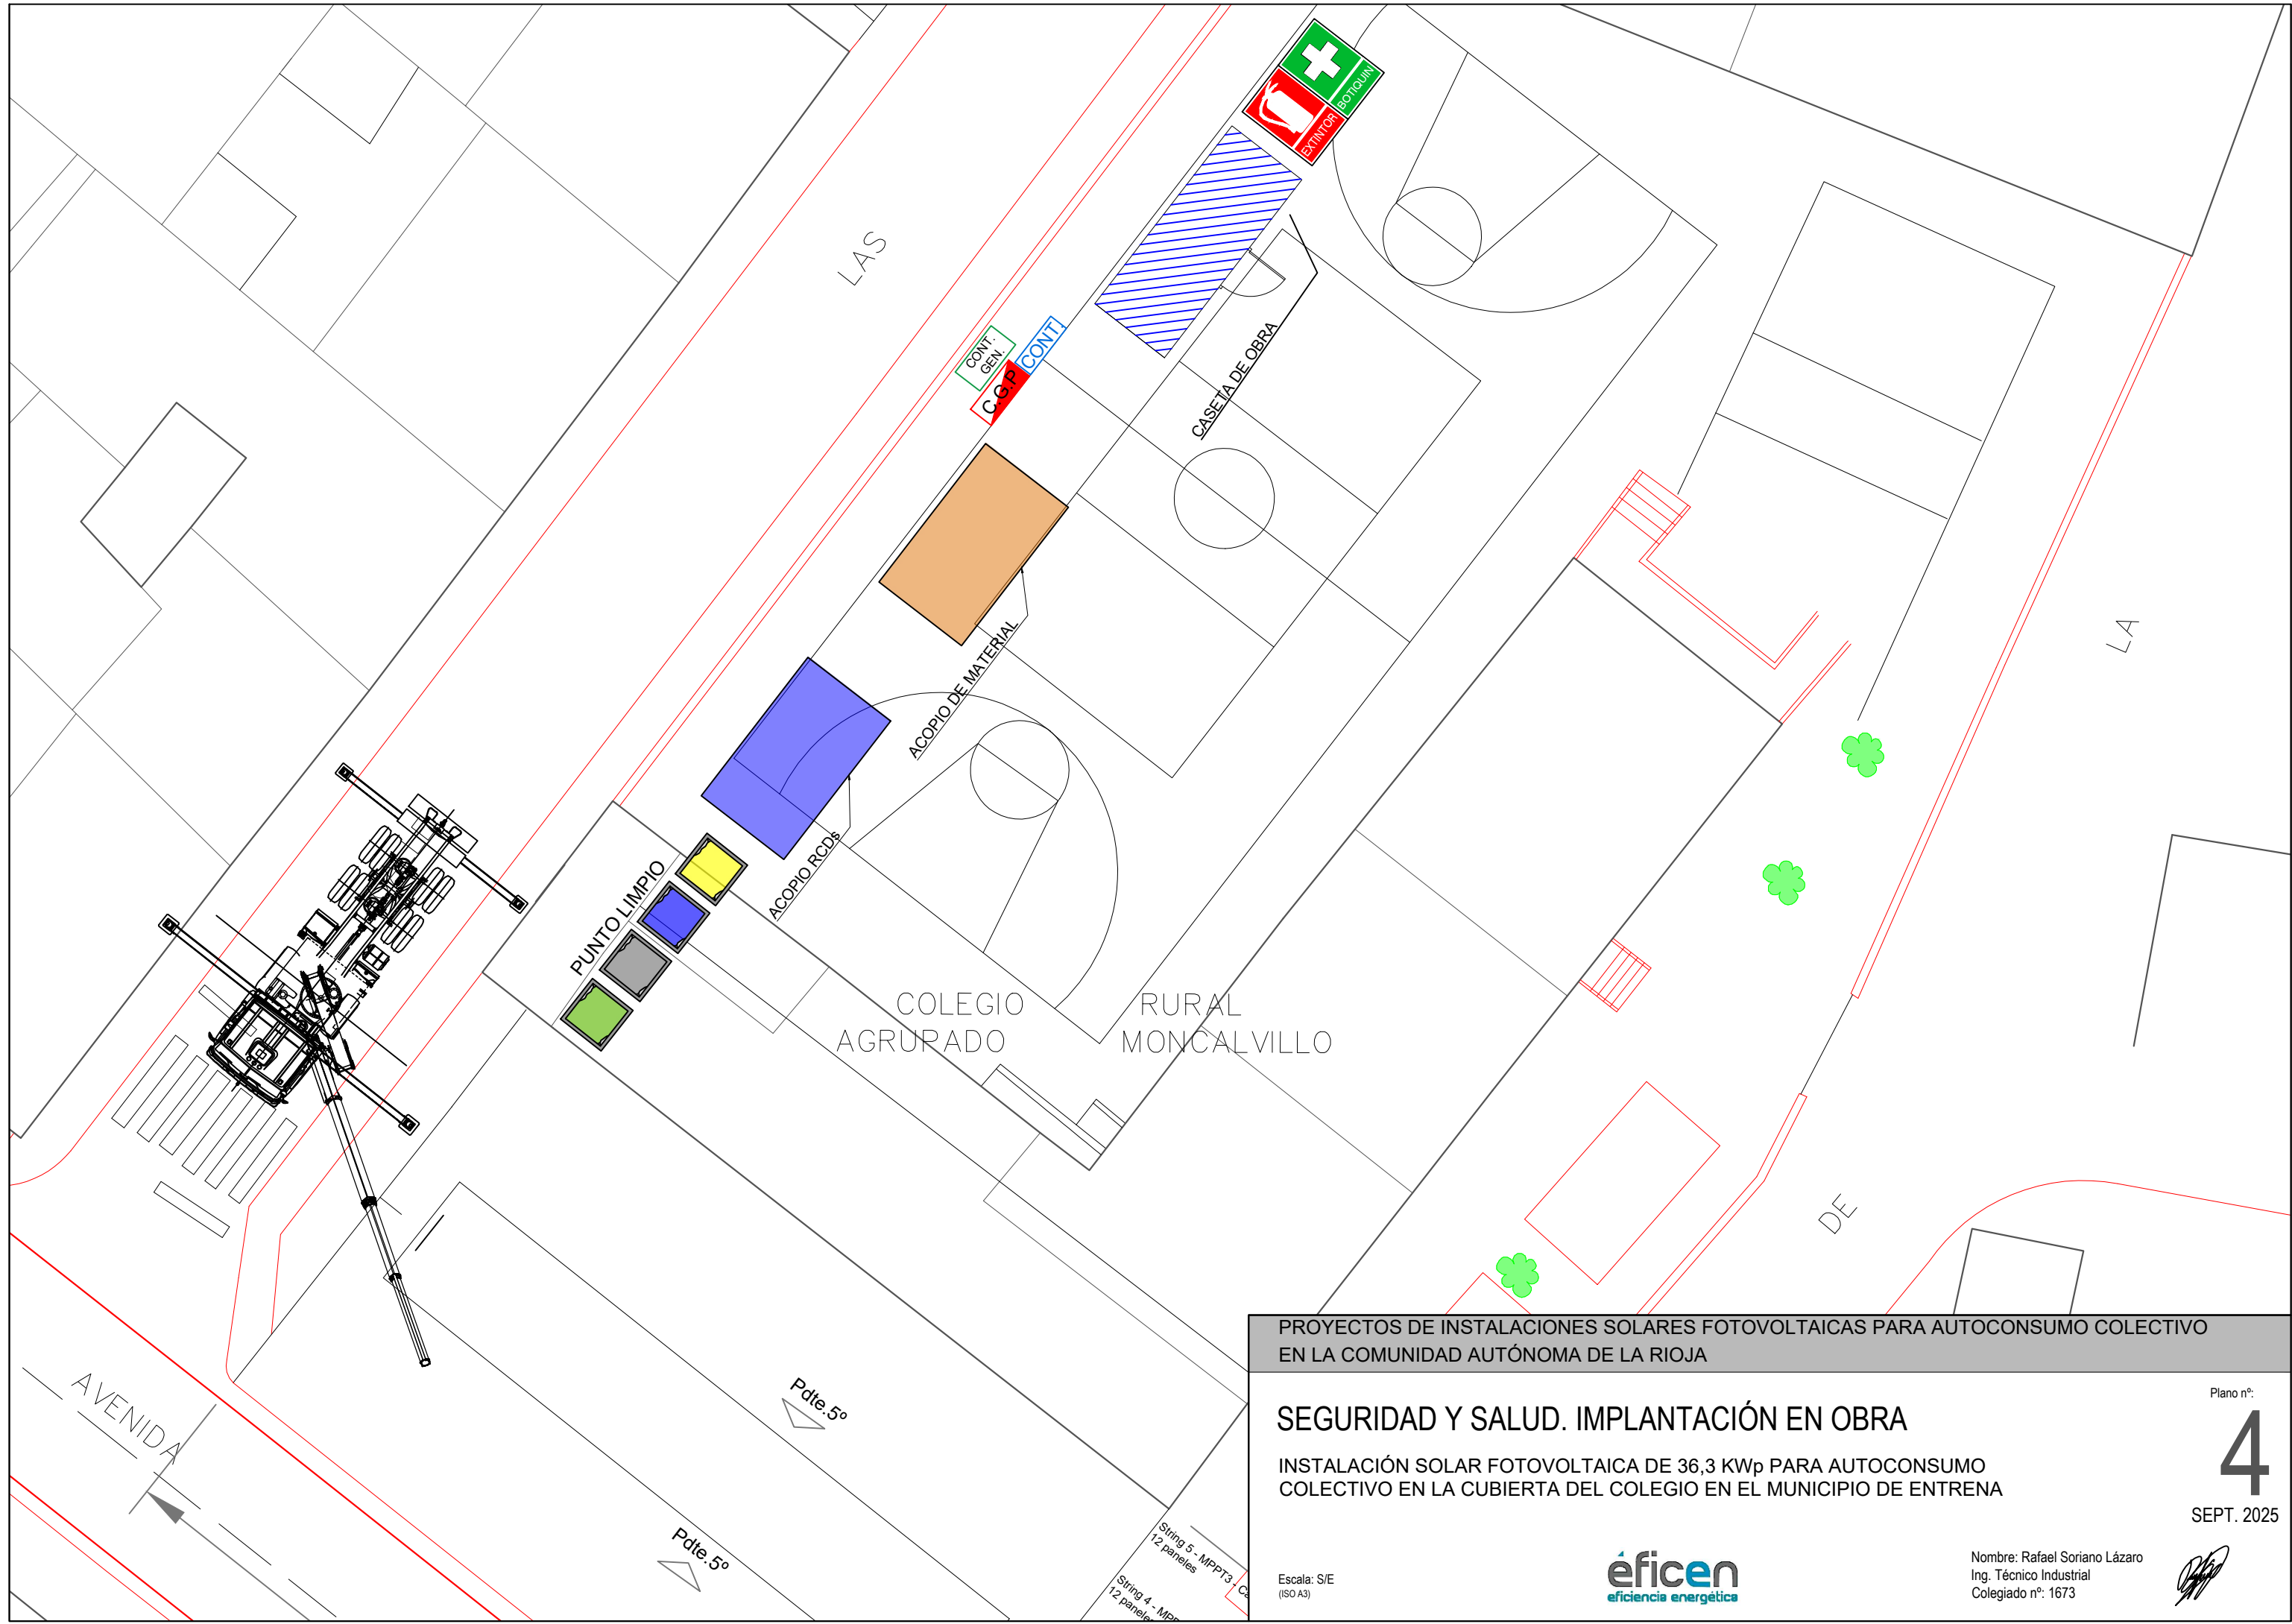 BOTIQUIN
EXTINTOR
LAS
CONT.
GEN.
CONT
C.G.P
CASETA DE OBRA
ACOPIO DE MATERIAL
ACOPIO RCDs
PUNTO LIMPIO
COLEGIO RURAL
AGRUPADO MONCALVILLO
LA
DE
AVENIDA
Pdte.5º
Pdte.5º
String 5 - MPPT3 -
12 paneles
String 4 -
12 paneles
PROYECTOS DE INSTALACIONES SOLARES FOTOVOLTAICAS PARA AUTOCONSUMO COLECTIVO
EN LA COMUNIDAD AUTÓNOMA DE LA RIOJA
SEGURIDAD Y SALUD. IMPLANTACIÓN EN OBRA
INSTALACIÓN SOLAR FOTOVOLTAICA DE 36,3 KWp PARA AUTOCONSUMO
COLECTIVO EN LA CUBIERTA DEL COLEGIO EN EL MUNICIPIO DE ENTRENA
Plano nº:
4
SEPT. 2025
Escala: S/E
(ISO A3)
éficen
eficiencia energética
Nombre: Rafael Soriano Lázaro
Ing. Técnico Industrial
Colegiado nº: 1673